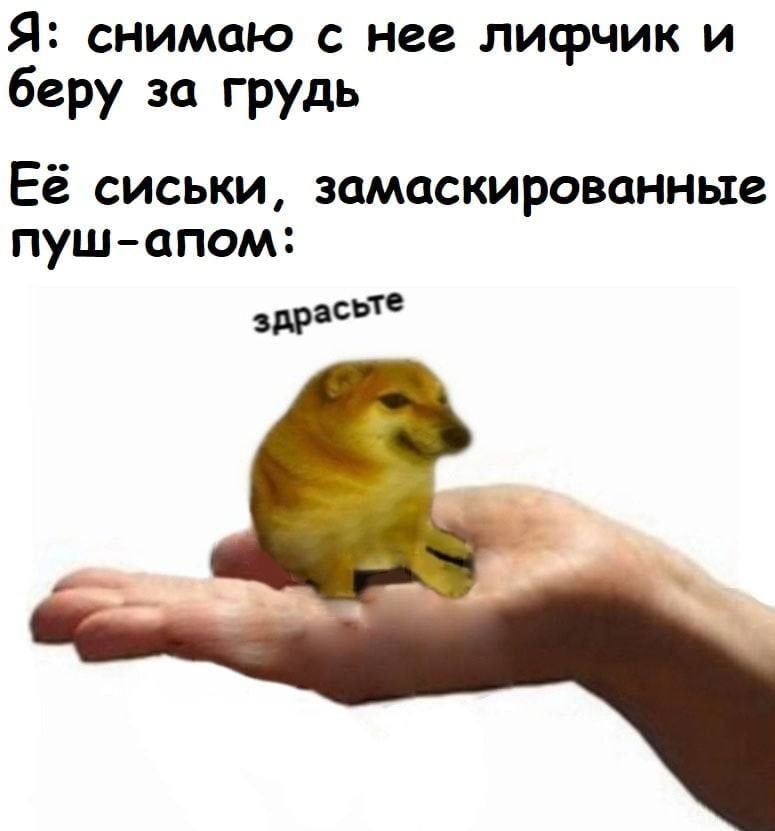 Я: снимаю с нее лифчик и
беру за грудь
Её сиськи, замаскированные
пуш-апом:
здрасьте